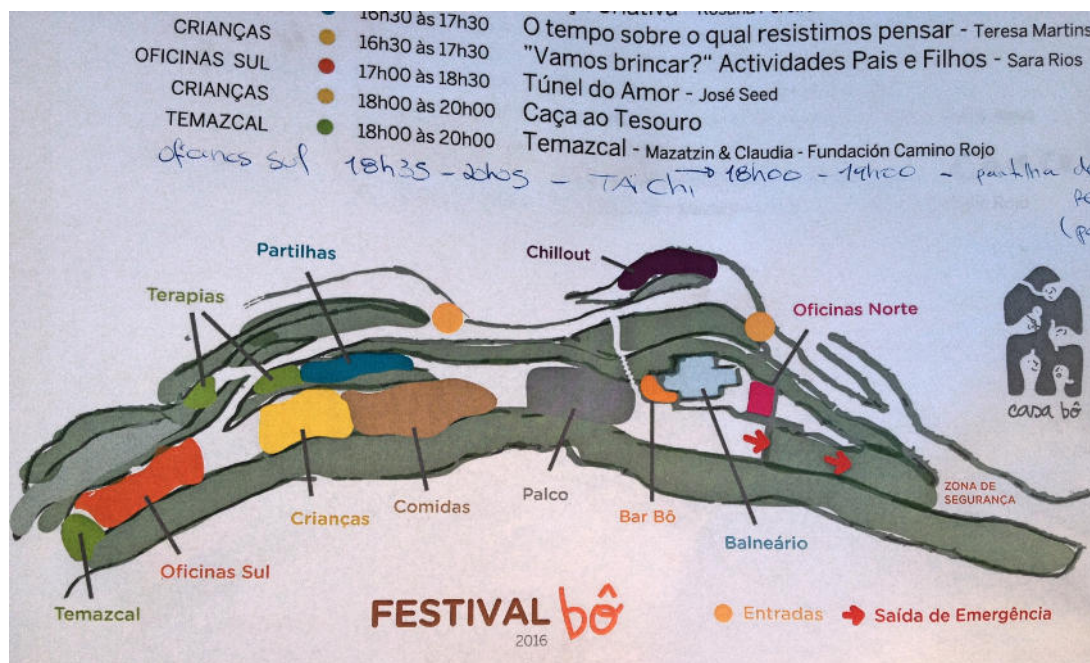 16h30 às 17h30
CRIANÇAS 16h30 às 17h30 O tempo sobre o qual resistimos pensar - Teresa Martins
OFICINAS SUL 17h00 às 18h30 "Vamos brincar?" Actividades Pais e Filhos - Sara Rios
CRIANÇAS 18h00 às 20h00 Túnel do Amor - José Seed
TEMAZCAL 18h00 às 20h00 Caça ao Tesouro
Temazcal - Mazatzin & Claudia - Fundación Camino Rojo
oficinas sul 18h35 - 20h05 - TAiChi → 18h00 - 19h00 - partilha
Partilhas
Chillout
Terapias
Oficinas Norte
casa bô
Palco
ZONA DE
SEGURANÇA
Comidas
Crianças
Bar Bô
Balneário
Oficinas Sul
Temazcal
FESTIVAL bô
2016
Entradas
Saída de Emergência